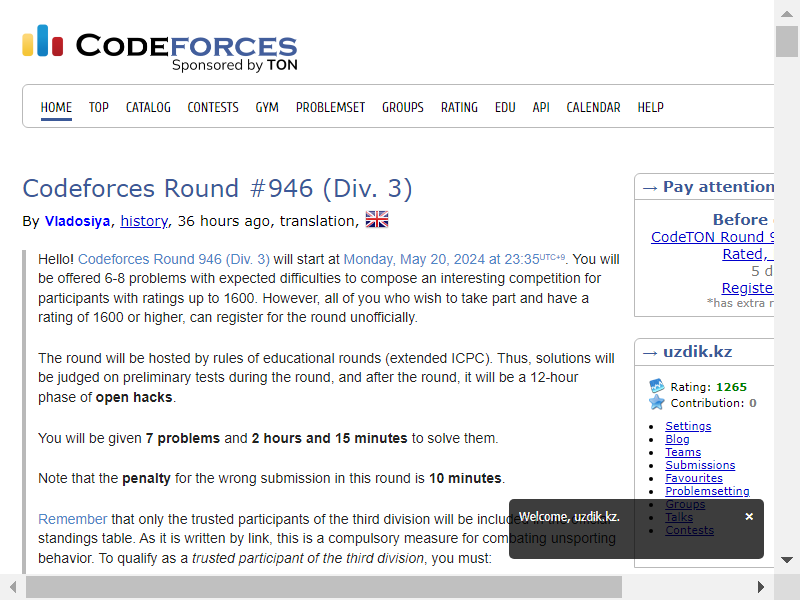 CODEFORCES
Sponsored by TON
HOME TOP CATALOG CONTESTS GYM PROBLEMSET GROUPS RATING EDU API CALENDAR HELP
Codeforces Round #946 (Div. 3)
By Vladosiya, history, 36 hours ago, translation,
Hello! Codeforces Round 946 (Div. 3) will start at Monday, May 20, 2024 at 23:35UTC+9. You will
be offered 6-8 problems with expected difficulties to compose an interesting competition for
participants with ratings up to 1600. However, all of you who wish to take part and have a
rating of 1600 or higher, can register for the round unofficially.
The round will be hosted by rules of educational rounds (extended ICPC). Thus, solutions will
be judged on preliminary tests during the round, and after the round, it will be a 12-hour
phase of open hacks.
You will be given 7 problems and 2 hours and 15 minutes to solve them.
Note that the penalty for the wrong submission in this round is 10 minutes.
Remember that only the trusted participants of the third division will be included in the official
standings table. As it is written by link, this is a compulsory measure for combating unsporting
behavior. To qualify as a trusted participant of the third division, you must:
→ Pay attention
Before
CodeTON Round 9
Rated,
5 d
Registe
*has extra r
→ uzdik.kz
Rating: 1265
Contribution: 0
Settings
Blog
Teams
Submissions
Favourites
Problemsetting
Groups
Talks
Contests
Welcome, uzdik.kz. ×